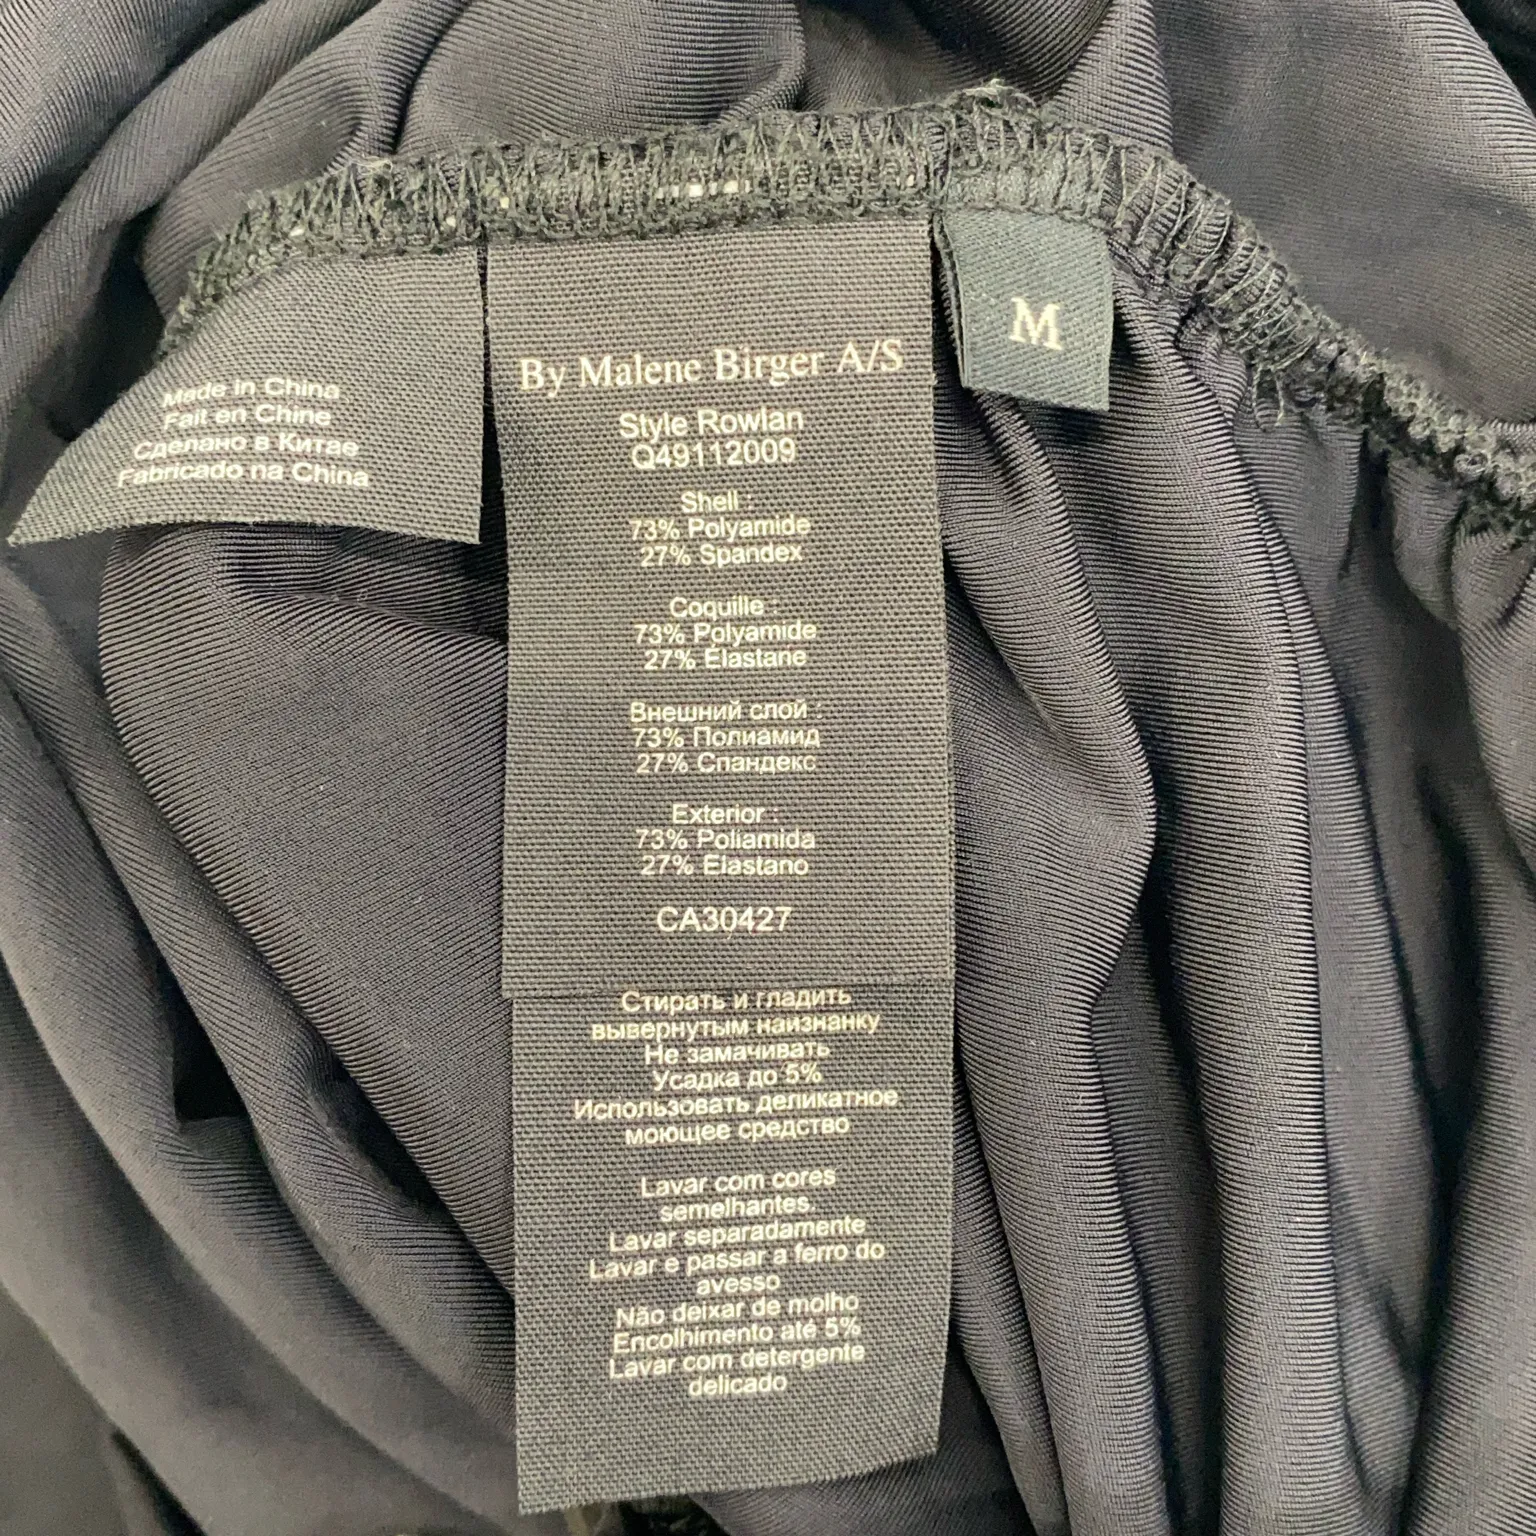 Made in China
Fait en Chine
Сделано в Китае
Fabricado na China
By Malene Birger A/S
Style Rowlan
Q49112009
Shell :
73% Polyamide
27% Spandex
Coquille :
73% Polyamide
27% Élastane
Внешний слой :
73% Полиамид
27% Спандекс
Exterior :
73% Poliamida
27% Elastano
CA30427
Стирать и гладить
вывернутым наизнанку
Не замачивать
Усадка до 5%
Использовать деликатное
моющее средство
Lavar com cores
semelhantes.
Lavar separadamente
Lavar e passar a ferro do
avesso
Não deixar de molho
Encolhimento até 5%
Lavar com detergente
delicado
M